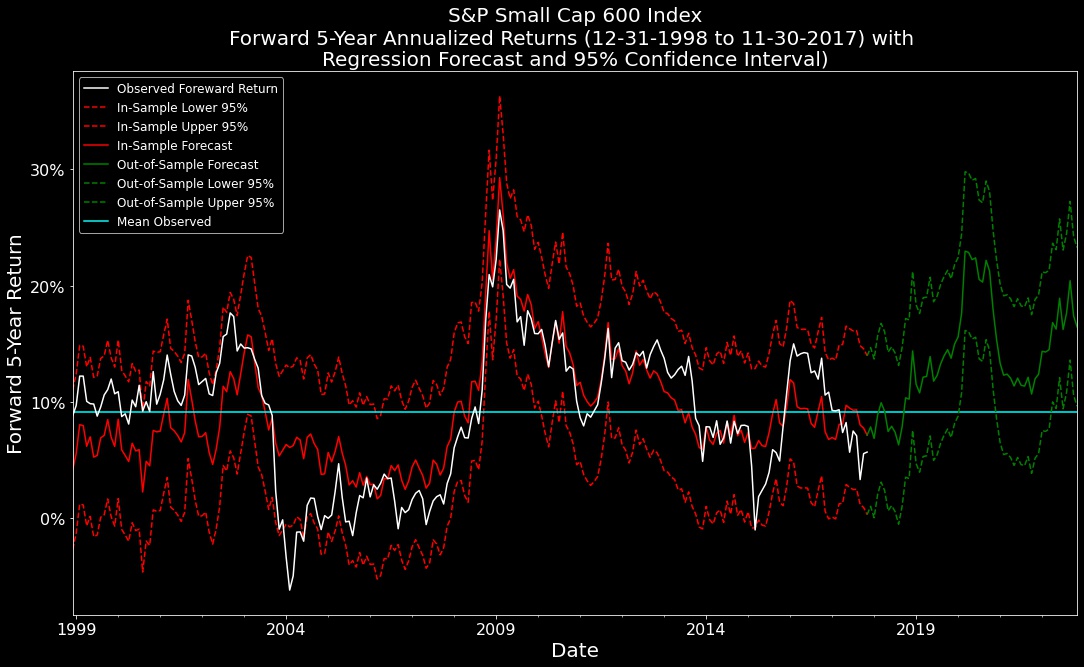 S&P Small Cap 600 Index
Forward 5-Year Annualized Returns (12-31-1998 to 11-30-2017) with
Regression Forecast and 95% Confidence Interval)
Observed Foreward Return
In-Sample Lower 95%
In-Sample Upper 95%
In-Sample Forecast
Out-of-Sample Forecast
Out-of-Sample Lower 95%
Out-of-Sample Upper 95%
Mean Observed
Forward 5-Year Return
30%
20%
10%
0%
1999 2004 2009 2014 2019
Date